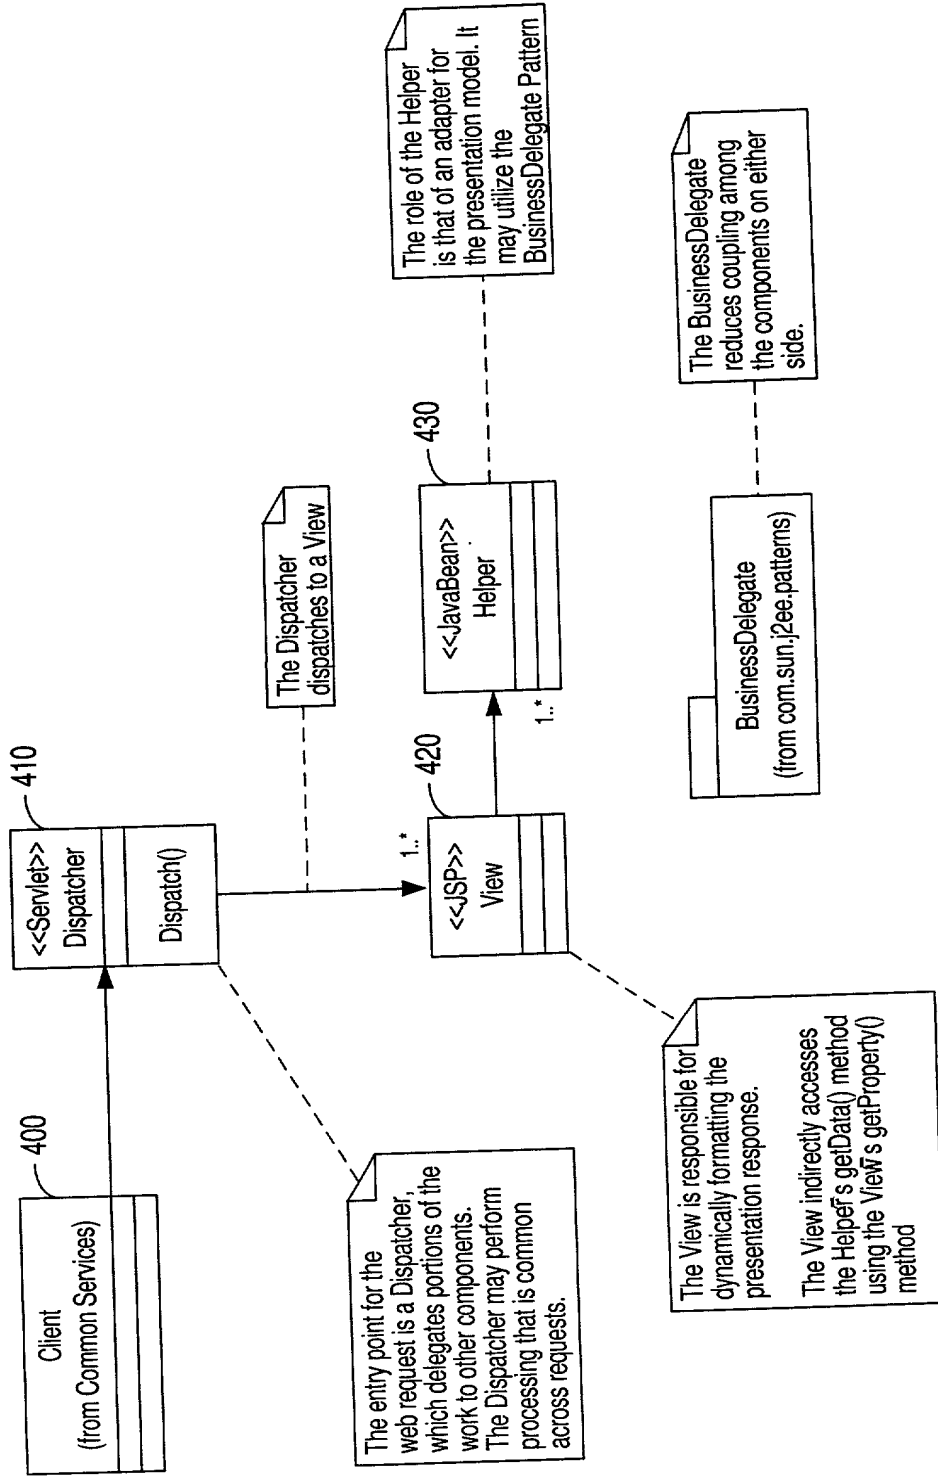 Client
(from Common Services)
400
<<Servlet>>
Dispatcher
Dispatch()
410
The Dispatcher
dispatches to a View
The entry point for the
web request is a Dispatcher,
which delegates portions of the
work to other components.
The Dispatcher may perform
processing that is common
across requests.
1..*
<<JSP>>
View
420
1..*
<<JavaBean>>
Helper
430
The role of the Helper
is that of an adapter for
the presentation model. It
may utilize the
BusinessDelegate Pattern
The View is responsible for
dynamically formatting the
presentation response.
The View indirectly accesses
the Helper's getData() method
using the View's getProperty()
method
BusinessDelegate
(from com.sun.j2ee.patterns)
The BusinessDelegate
reduces coupling among
the components on either
side.